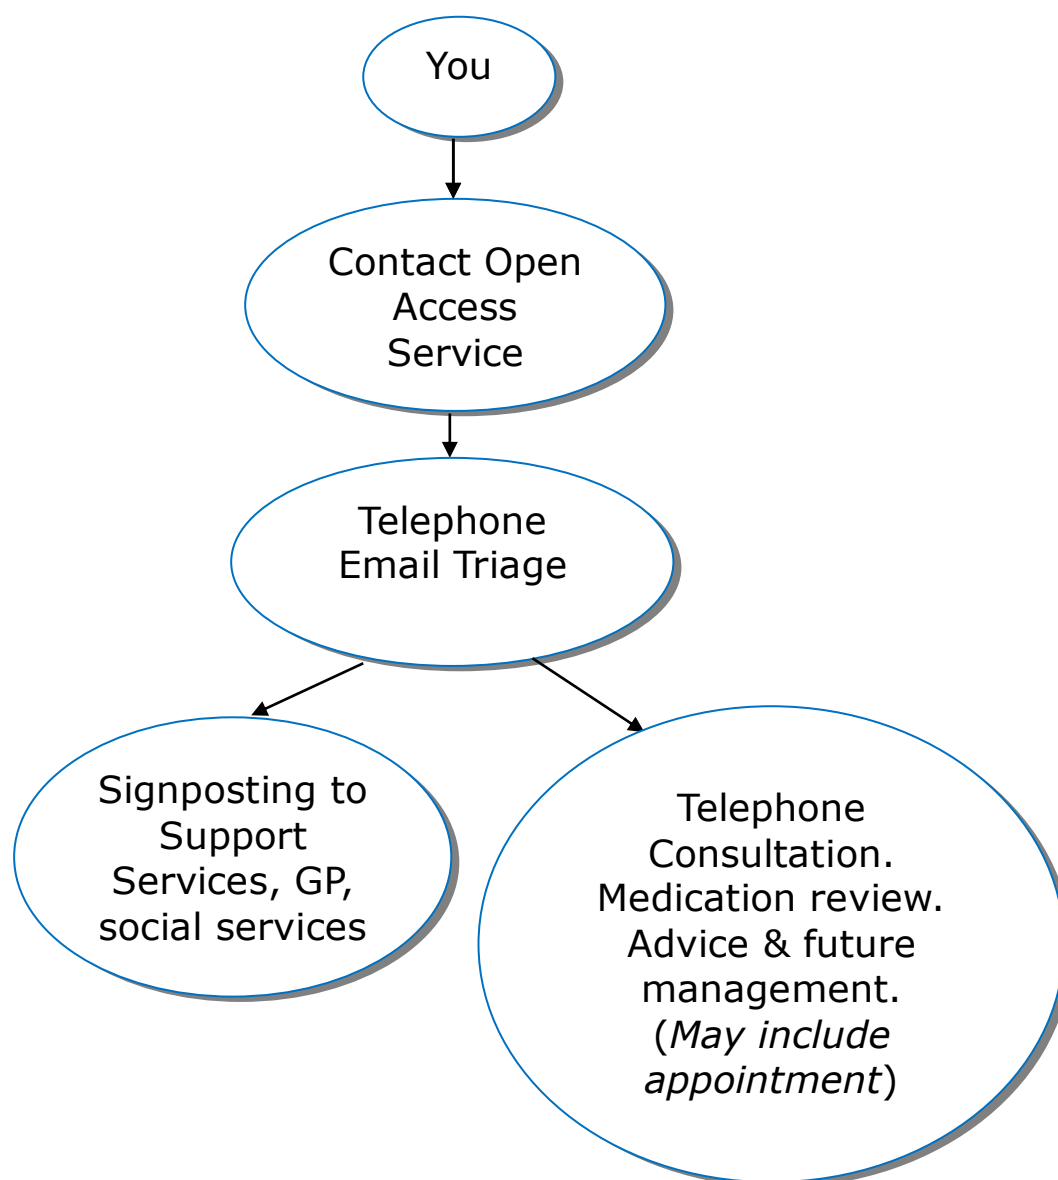 You
Contact Open
Access
Service
Telephone
Email Triage
Signposting to
Support
Services, GP,
social services
Telephone
Consultation.
Medication review.
Advice & future
management.
(May include
appointment)